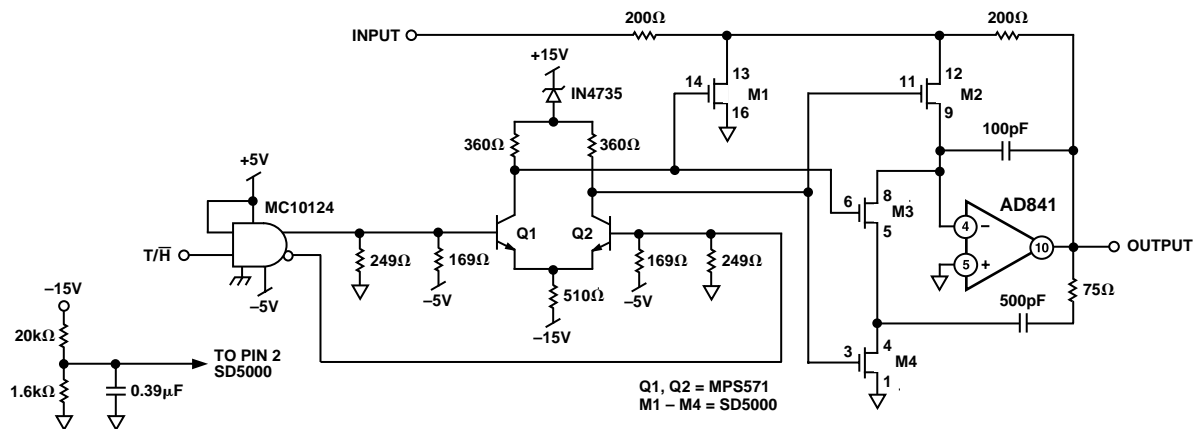 200Ω
200Ω
INPUT
+15V
13
12
14
M1
11
M2
IN4735
16
9
360Ω
360Ω
100pF
+5V
8
AD841
MC10124
6
M3
4
–
Q1
Q2
5
10
OUTPUT
T/H̅
5
+
249Ω
169Ω
169Ω
249Ω
–5V
–5V
–5V
510Ω
500pF
75Ω
–15V
–15V
20kΩ
4
TO PIN 2
SD5000
3
M4
1.6kΩ
0.39μF
1
Q1, Q2 = MPS571
M1 – M4 = SD5000